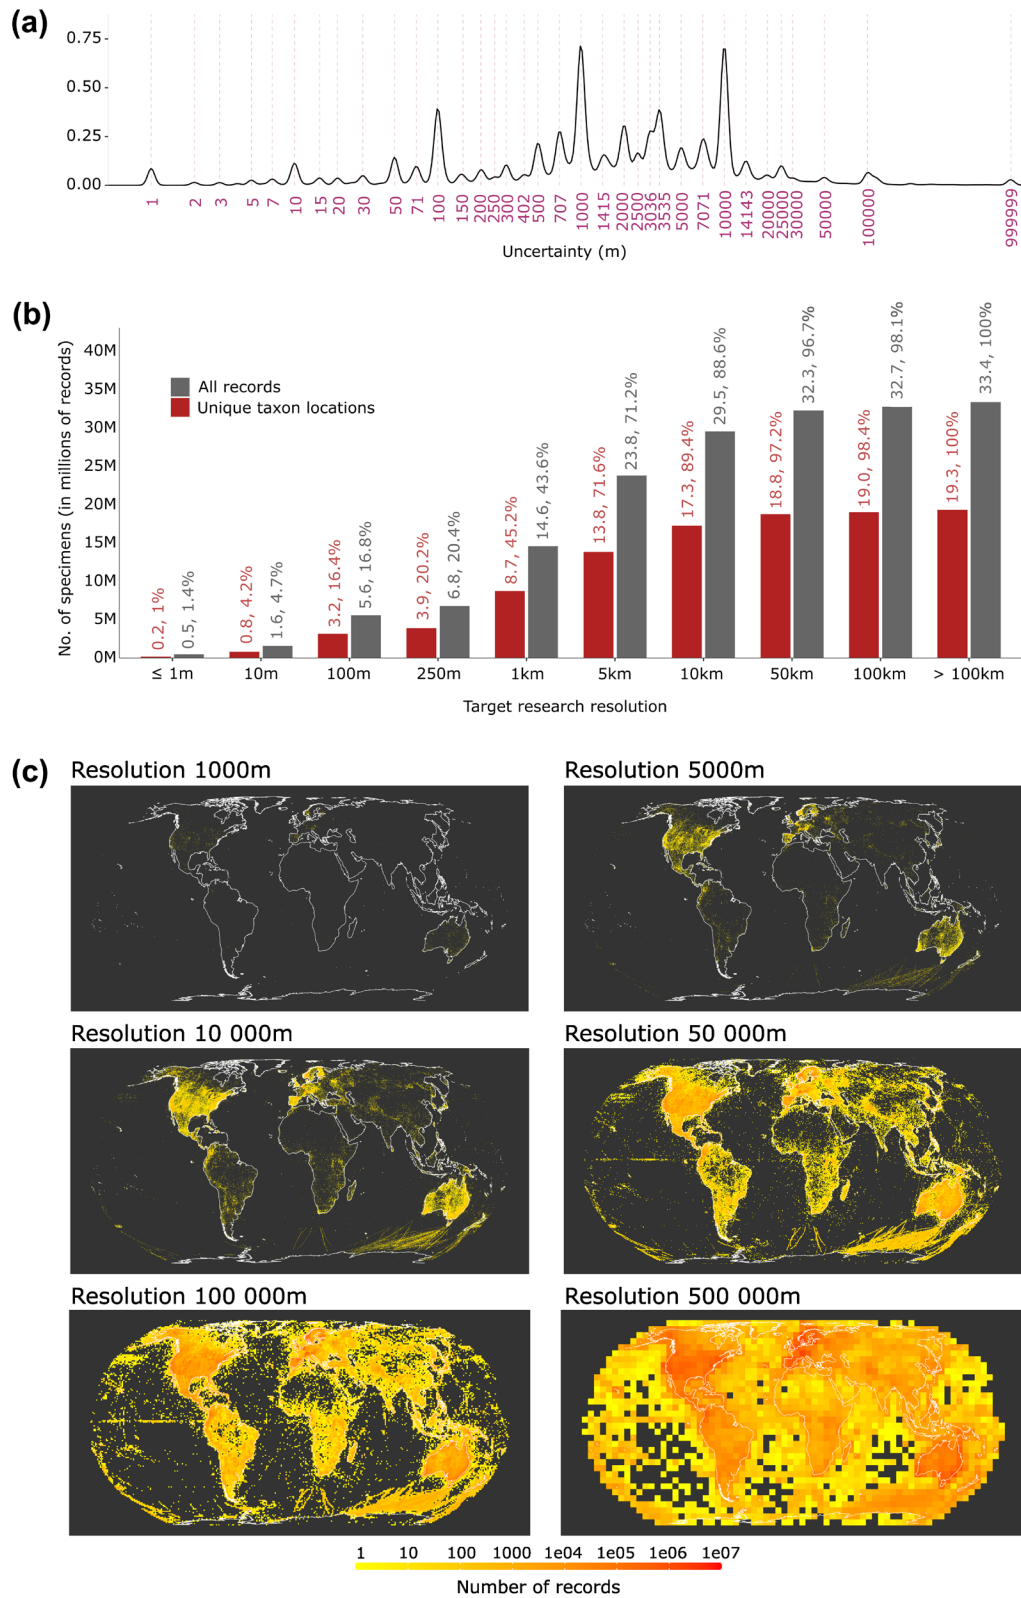 (a)
0.75
0.50
0.25
0.00
1 2 3 5 7 10 15 20 30 50 71 100 150 200 250 300 402 500 707 1000 1415 2000 2500 3036 3535 5000 7071 10000 14143 20000 25000 30000 50000 100000 999999
Uncertainty (m)
(b)
No. of specimens (in millions of records)
40M
35M
30M
25M
20M
15M
10M
5M
0M
All records
Unique taxon locations
0.2, 1%
0.5, 1.4%
0.8, 4.2%
1.6, 4.7%
3.2, 16.4%
5.6, 16.8%
3.9, 20.2%
6.8, 20.4%
8.7, 45.2%
14.6, 43.6%
13.8, 71.6%
23.8, 71.2%
17.3, 89.4%
29.5, 88.6%
18.8, 97.2%
32.3, 96.7%
19.0, 98.4%
32.7, 98.1%
19.3, 100%
33.4, 100%
≤ 1m 10m 100m 250m 1km 5km 10km 50km 100km > 100km
Target research resolution
(c)
Resolution 1000m
Resolution 5000m
Resolution 10 000m
Resolution 50 000m
Resolution 100 000m
Resolution 500 000m
1 10 100 1000 1e04 1e05 1e06 1e07
Number of records